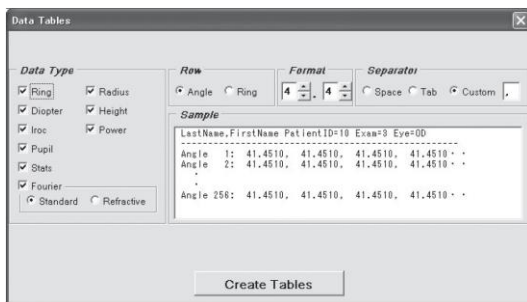 Data Tables
Data Type
Ring
Radius
Diopter
Height
Iroc
Power
Pupil
Stats
Fourier
Standard Refractive
Row
Angle Ring
Format
4 . 4
Separator
Space Tab Custom ,
Sample
LastName,FirstName PatientID=10 Exam=3 Eye=OD
--------------------------------------------------
Angle 1: 41.4510, 41.4510, 41.4510, 41.4510・・
Angle 2: 41.4510, 41.4510, 41.4510, 41.4510・・
・
・
Angle 256: 41.4510, 41.4510, 41.4510, 41.4510・・
Create Tables